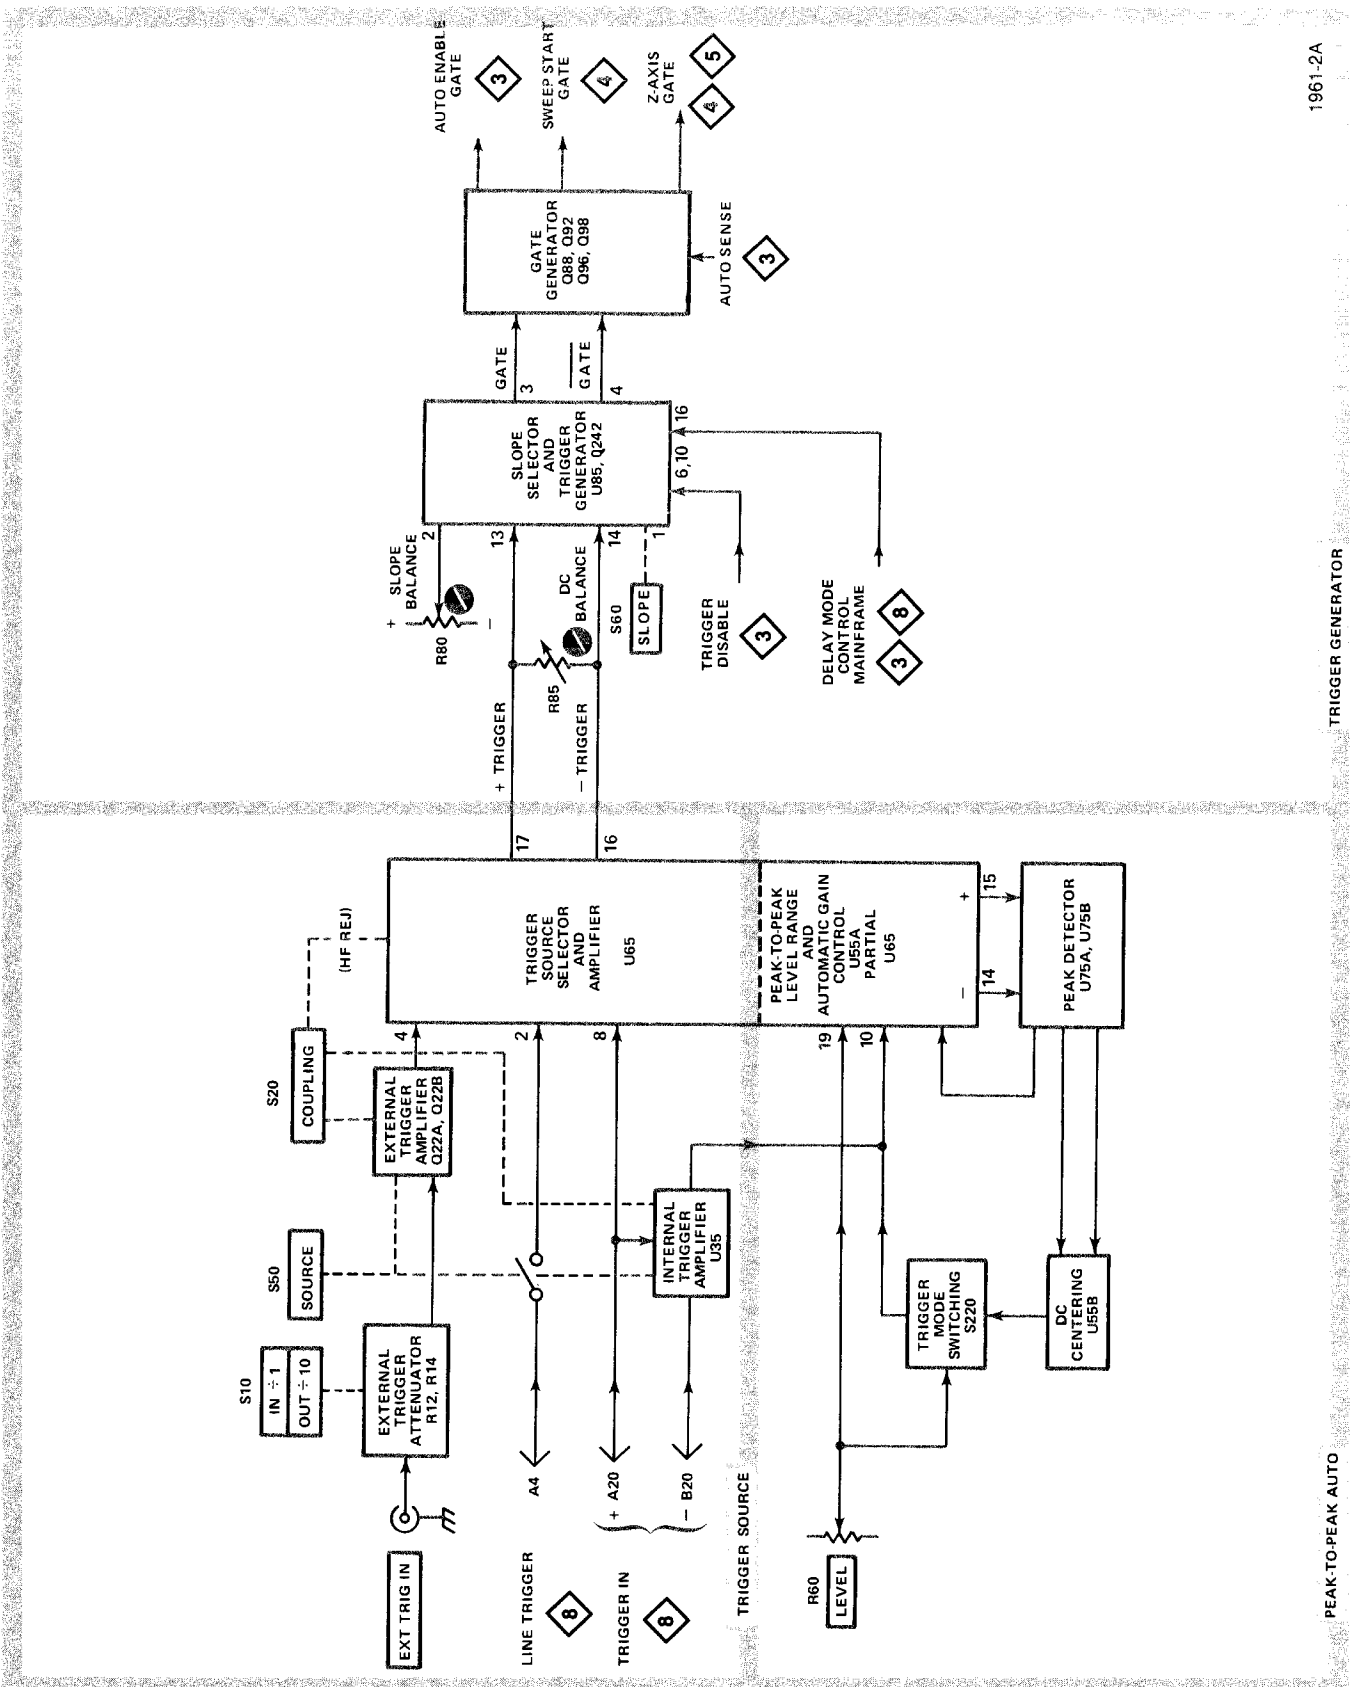 EXT TRIG IN
LINE TRIGGER
8
TRIGGER IN
8
A4
+ A20
− B20
TRIGGER SOURCE
S10
IN ÷ 1
OUT ÷ 10
EXTERNAL
TRIGGER
ATTENUATOR
R12, R14
S50
SOURCE
S20
COUPLING
(HF REJ)
EXTERNAL
TRIGGER
AMPLIFIER
Q22A, Q22B
INTERNAL
TRIGGER
AMPLIFIER
U35
4
2
8
TRIGGER
SOURCE
SELECTOR
AND
AMPLIFIER
U65
17
16
R60
LEVEL
TRIGGER
MODE
SWITCHING
S220
DC
CENTERING
U55B
19
10
PEAK-TO-PEAK
LEVEL RANGE
AND
AUTOMATIC GAIN
CONTROL
U55A
PARTIAL
U65
−
+
14
15
PEAK DETECTOR
U75A, U75B
PEAK-TO-PEAK AUTO
+ TRIGGER
− TRIGGER
SLOPE
BALANCE
+
−
R80
R85
DC
BALANCE
S60
SLOPE
2
13
14
1
TRIGGER
DISABLE
3
DELAY MODE
CONTROL
MAINFRAME
3
8
SLOPE
SELECTOR
AND
TRIGGER
GENERATOR
U85, Q242
6,10
16
GATE
3
GATE
4
GATE
GENERATOR
Q88, Q92
Q96, Q98
AUTO SENSE
3
AUTO ENABLE
GATE
3
SWEEP START
GATE
4
Z-AXIS
GATE
4
5
TRIGGER GENERATOR
1961-2A